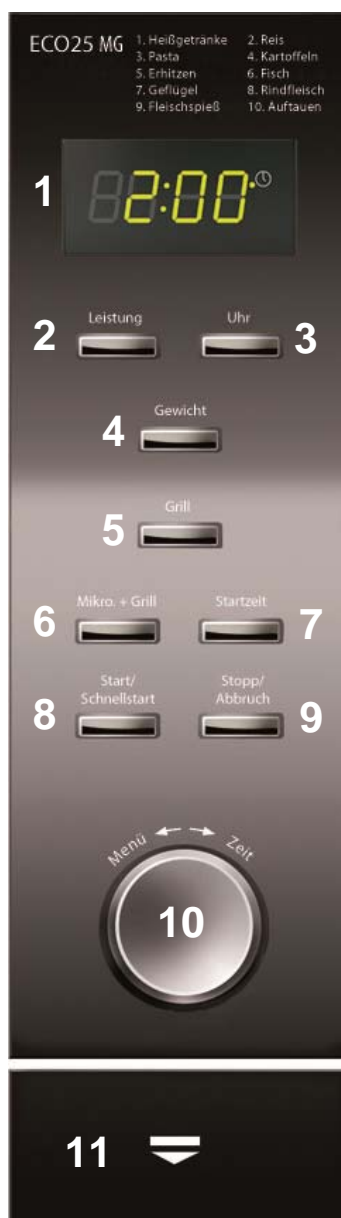 ECO25 MG
1. Heißgetränke 2. Reis
3. Pasta 4. Kartoffeln
5. Erhitzen 6. Fisch
7. Geflügel 8. Rindfleisch
9. Fleischspieß 10. Auftauen
1 2:00
2 Leistung Uhr 3
Gewicht
4
Grill
5
Mikro. + Grill Startzeit
6 7
Start/ Stopp/
Schnellstart Abbruch
8 9
Menü Zeit
10
11